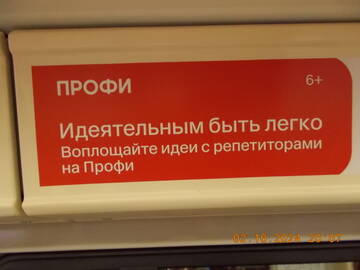 ПРОФИ
6+
Идеятельным быть легко
Воплощайте идеи с репетиторами
на Профи